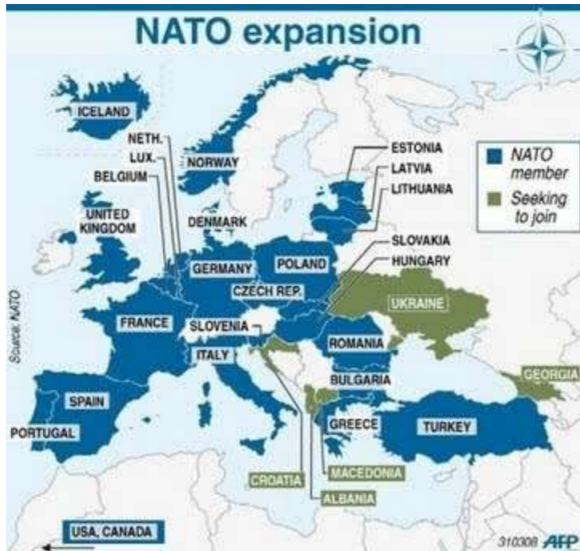 NATO expansion
ICELAND
NETH.
LUX.
BELGIUM
NORWAY
ESTONIA
LATVIA
LITHUANIA
NATO
member
Seeking
to join
UNITED
KINGDOM
DENMARK
SLOVAKIA
HUNGARY
GERMANY
POLAND
CZECH REP.
UKRAINE
FRANCE
SLOVENIA
ROMANIA
ITALY
GEORGIA
BULGARIA
SPAIN
PORTUGAL
GREECE
TURKEY
CROATIA
MACEDONIA
ALBANIA
USA, CANADA
Source: NATO
310308 AFP